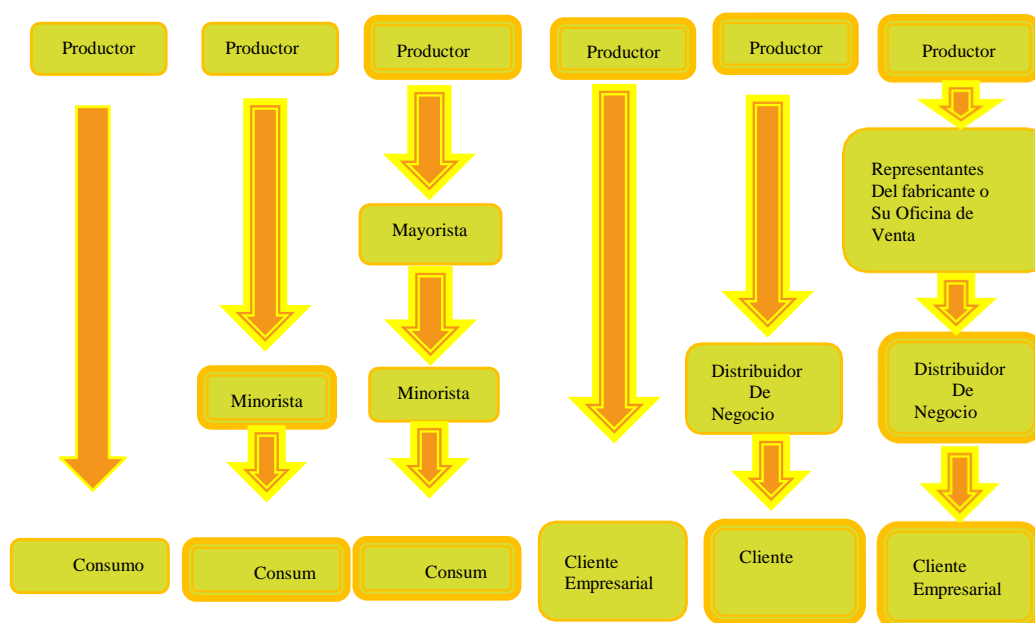 Productor
Productor
Productor
Productor
Productor
Productor
Representantes
Del fabricante o
Su Oficina de
Venta
Mayorista
Minorista
Minorista
Distribuidor
De
Negocio
Distribuidor
De
Negocio
Consumo
Consum
Consum
Cliente
Empresarial
Cliente
Cliente
Empresarial